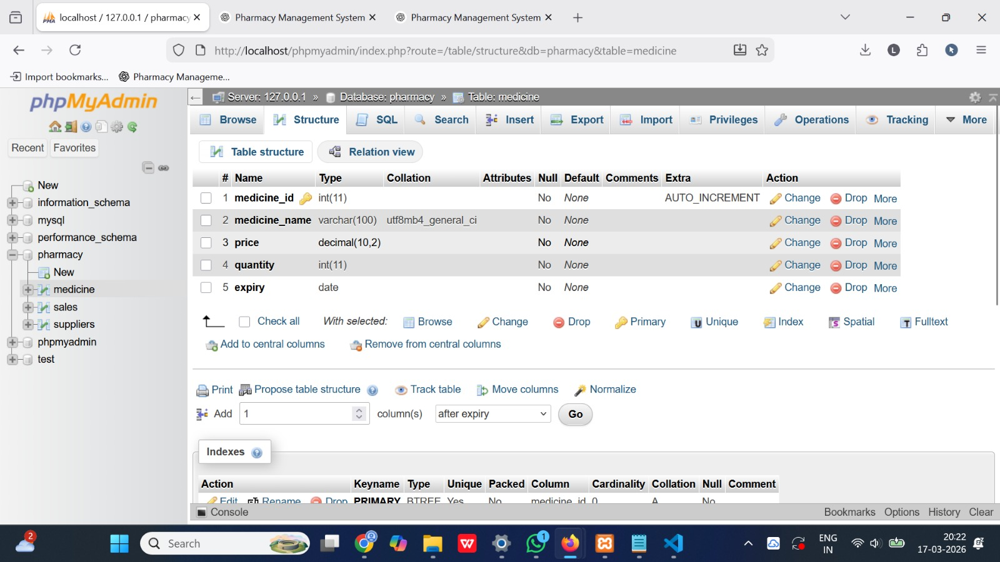 localhost / 127.0.0.1 / pharmacy
Pharmacy Management System
Pharmacy Management System
http://localhost/phpmyadmin/index.php?route=/table/structure&db=pharmacy&table=medicine
L
Import bookmarks...
Pharmacy Manageme...
phpMyAdmin
Recent
Favorites
New
information_schema
mysql
performance_schema
pharmacy
New
medicine
sales
suppliers
phpmyadmin
test
Server: 127.0.0.1 » Database: pharmacy » Table: medicine
Browse Structure SQL Search Insert Export Import Privileges Operations Tracking More
Table structure Relation view
# Name Type Collation Attributes Null Default Comments Extra Action
1 medicine_id int(11) No None AUTO_INCREMENT Change Drop More
2 medicine_name varchar(100) utf8mb4_general_ci No None Change Drop More
3 price decimal(10,2) No None Change Drop More
4 quantity int(11) No None Change Drop More
5 expiry date No None Change Drop More
Check all With selected: Browse Change Drop Primary Unique Index Spatial Fulltext
Add to central columns Remove from central columns
Print Propose table structure Track table Move columns Normalize
Add 1 column(s) after expiry Go
Indexes
Action Keyname Type Unique Packed Column Cardinality Collation Null Comment
Edit Rename Drop PRIMARY BTREE Yes No medicine_id 0 A No
Console Bookmarks Options History Clear
2
Search
1
ENG
IN
20:22
17-03-2026